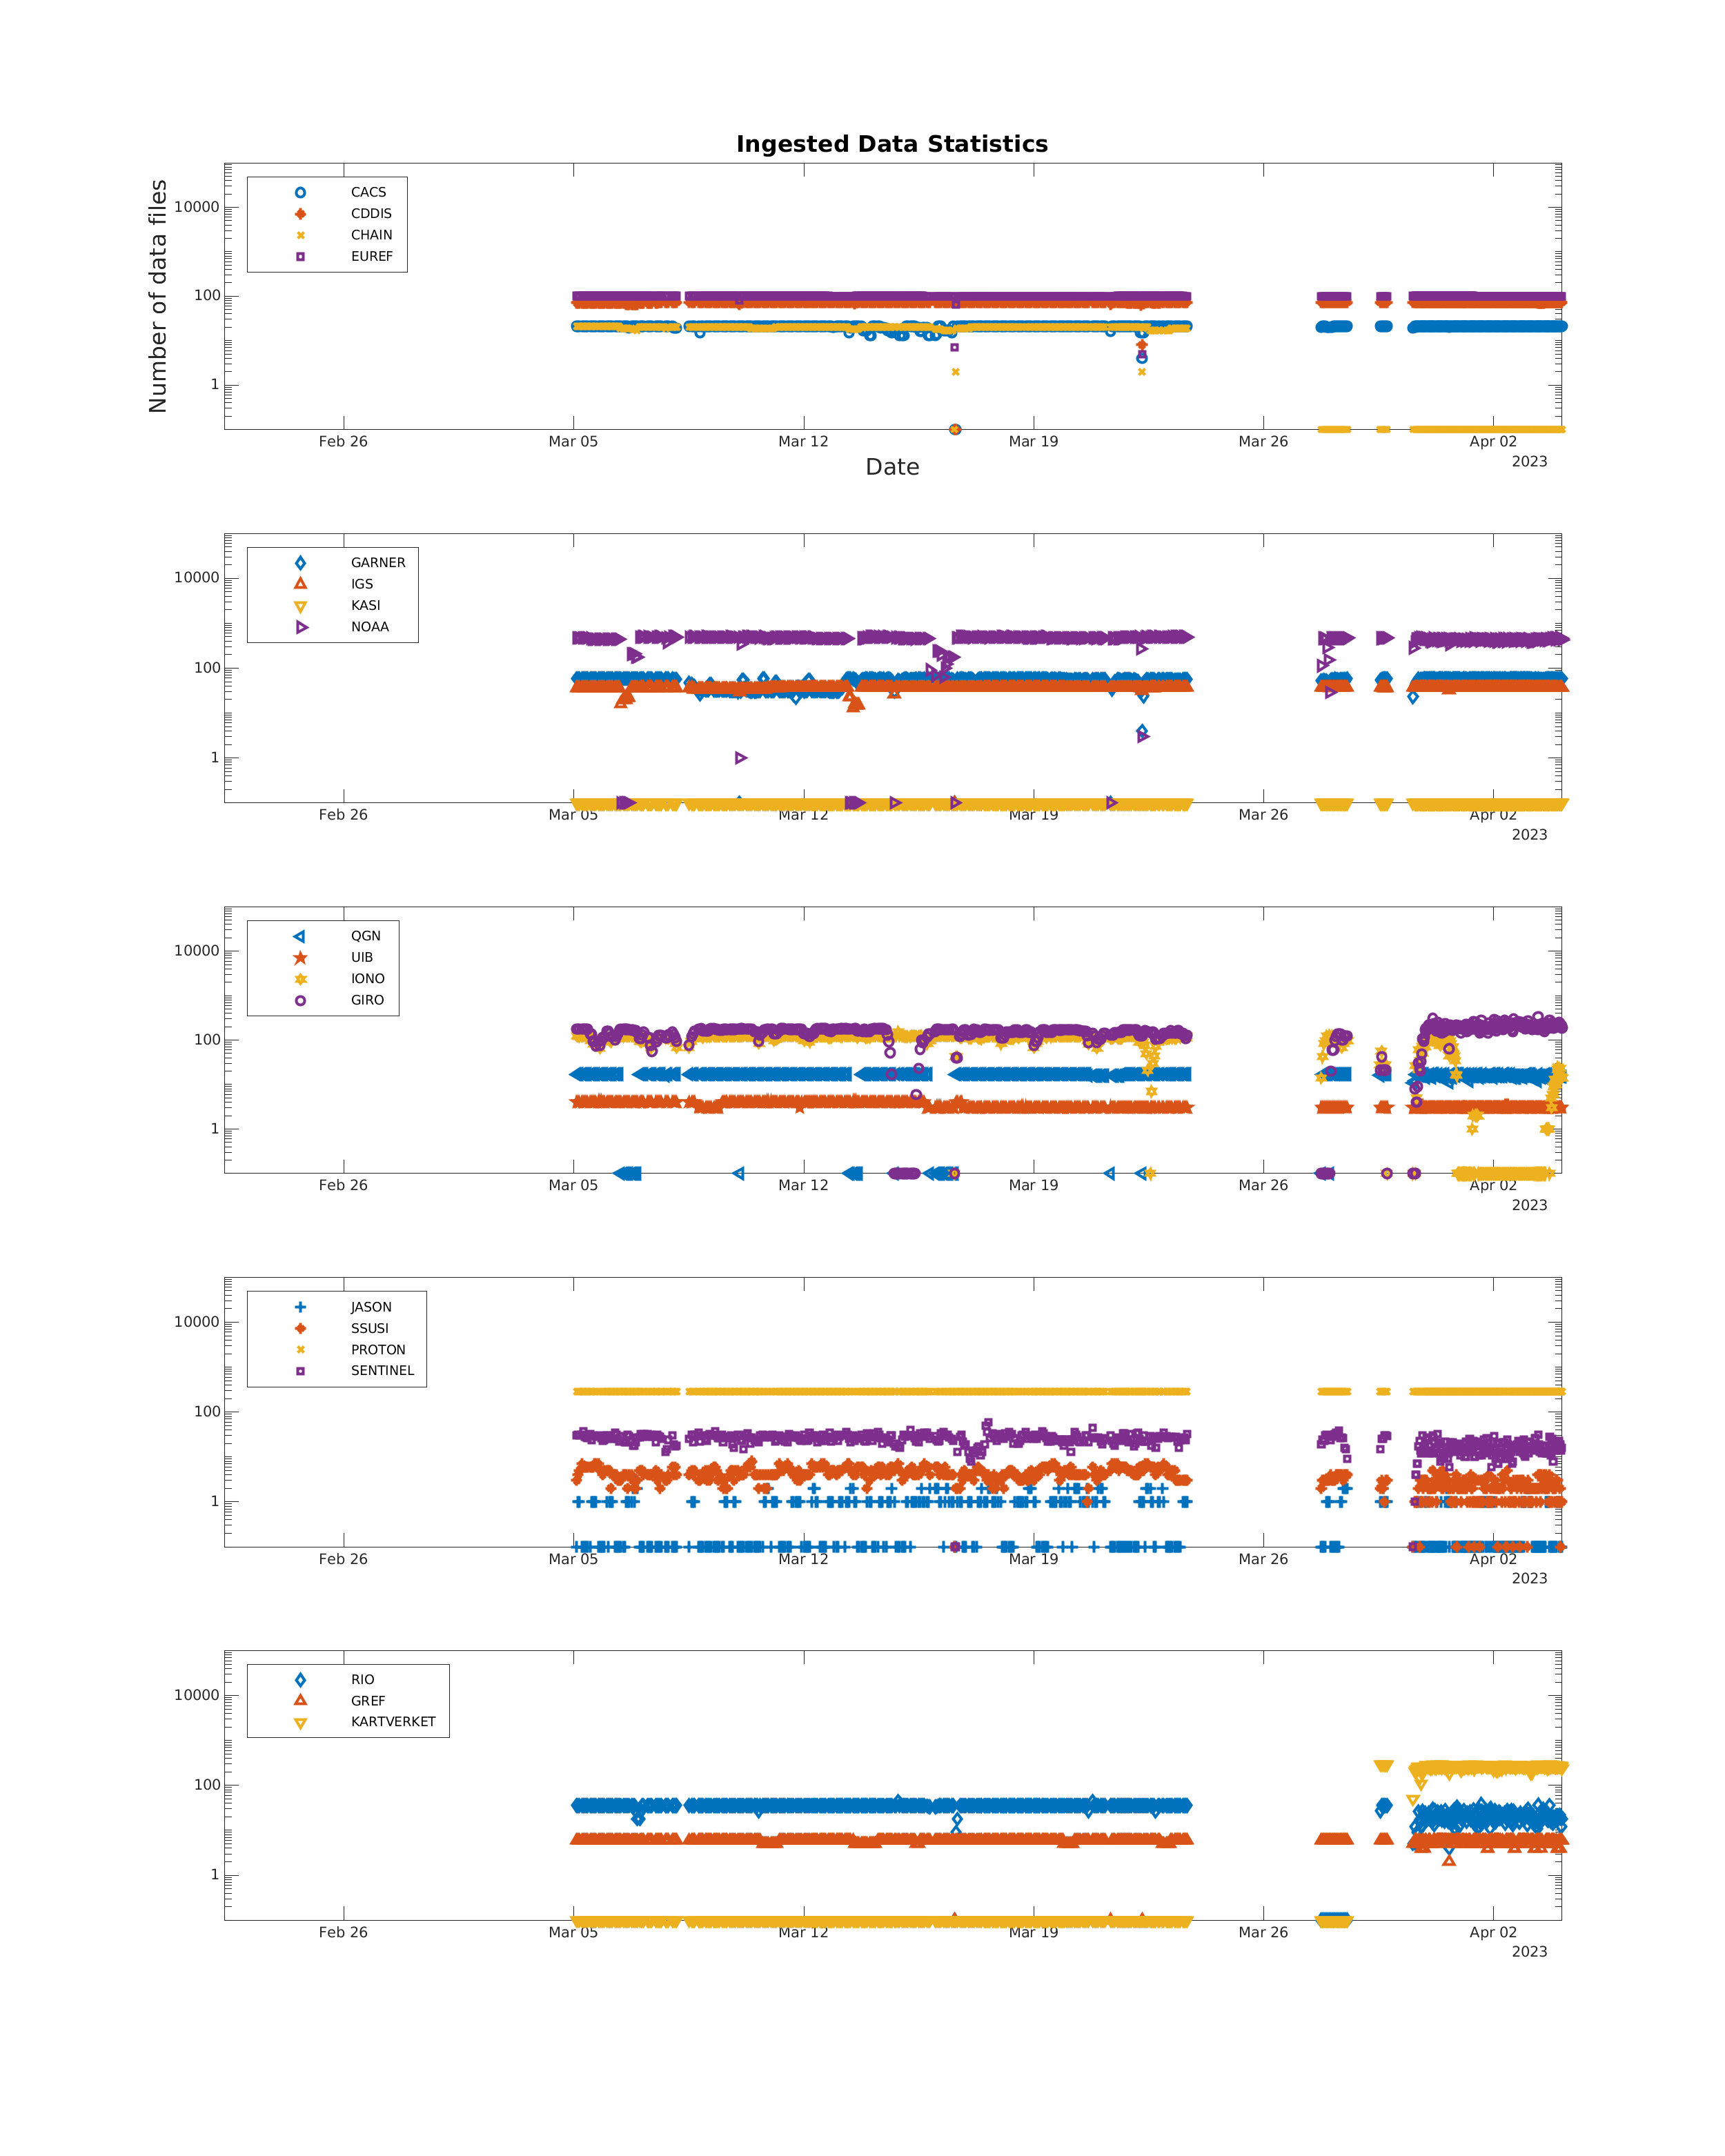 Ingested Data Statistics
Number of data files
10000
100
1
CACS
CDDIS
CHAIN
EUREF
Feb 26
Mar 05
Mar 12
Mar 19
Mar 26
Apr 02
2023
Date
10000
100
1
GARNER
IGS
KASI
NOAA
Feb 26
Mar 05
Mar 12
Mar 19
Mar 26
Apr 02
2023
10000
100
1
QGN
UIB
IONO
GIRO
Feb 26
Mar 05
Mar 12
Mar 19
Mar 26
Apr 02
2023
10000
100
1
JASON
SSUSI
PROTON
SENTINEL
Feb 26
Mar 05
Mar 12
Mar 19
Mar 26
Apr 02
2023
10000
100
1
RIO
GREF
KARTVERKET
Feb 26
Mar 05
Mar 12
Mar 19
Mar 26
Apr 02
2023